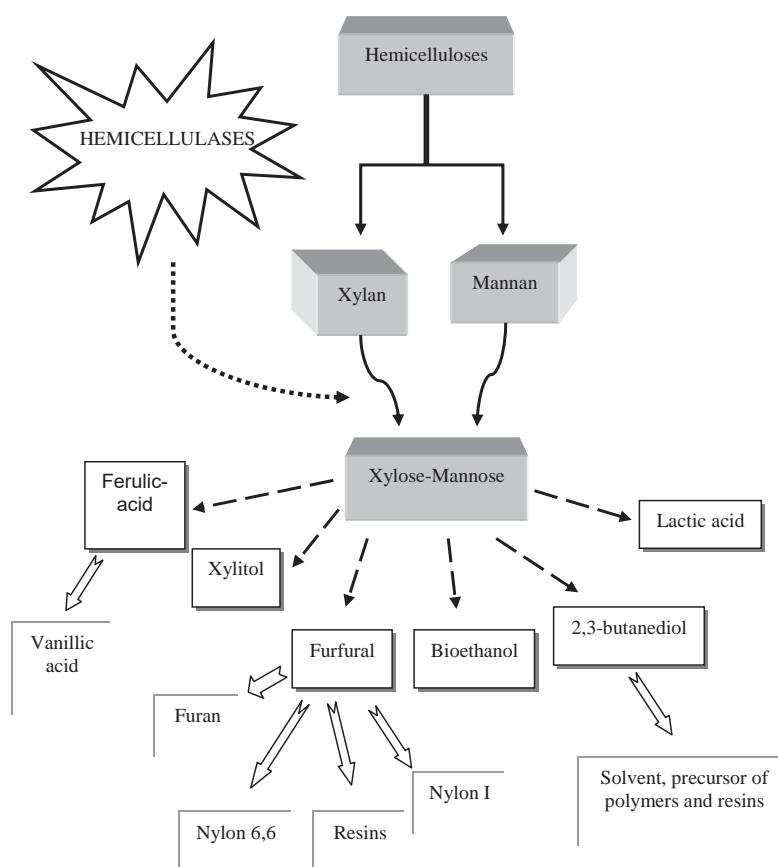 Hemicelluloses
HEMICELLULASES
Xylan
Mannan
Xylose-Mannose
Ferulic-
acid
Lactic acid
Xylitol
Vanillic
acid
Furfural
Bioethanol
2,3-butanediol
Furan
Nylon I
Solvent, precursor of
polymers and resins
Nylon 6,6
Resins